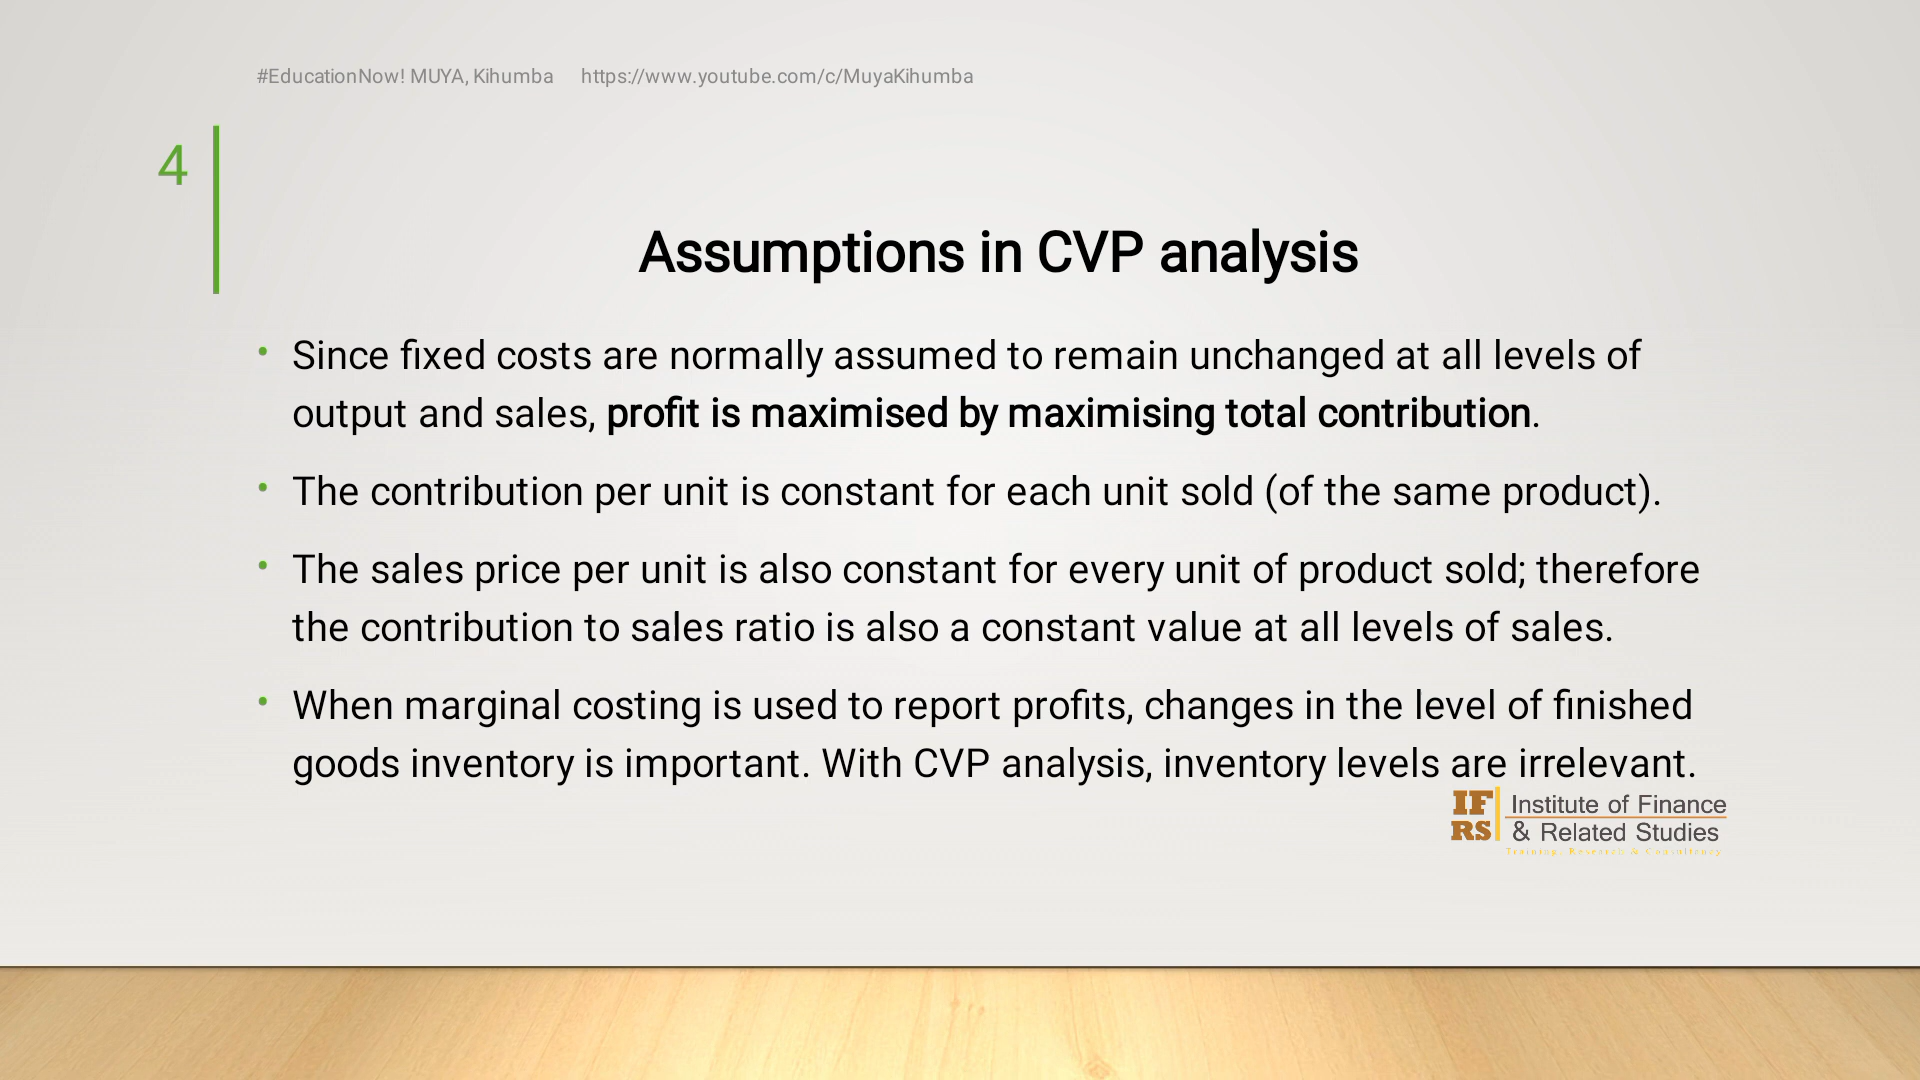 #EducationNow! MUYA, Kihumba https://www.youtube.com/c/MuyaKihumba
4
Assumptions in CVP analysis
• Since fixed costs are normally assumed to remain unchanged at all levels of
output and sales, profit is maximised by maximising total contribution.
• The contribution per unit is constant for each unit sold (of the same product).
• The sales price per unit is also constant for every unit of product sold; therefore
the contribution to sales ratio is also a constant value at all levels of sales.
• When marginal costing is used to report profits, changes in the level of finished
goods inventory is important. With CVP analysis, inventory levels are irrelevant.
IF
RS
Institute of Finance
& Related Studies
Training, Research & Consultancy